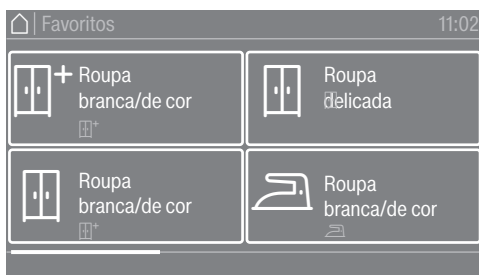 Favoritos 11:02
Roupa
branca/de cor
Roupa
delicada
Roupa
branca/de cor
Roupa
branca/de cor